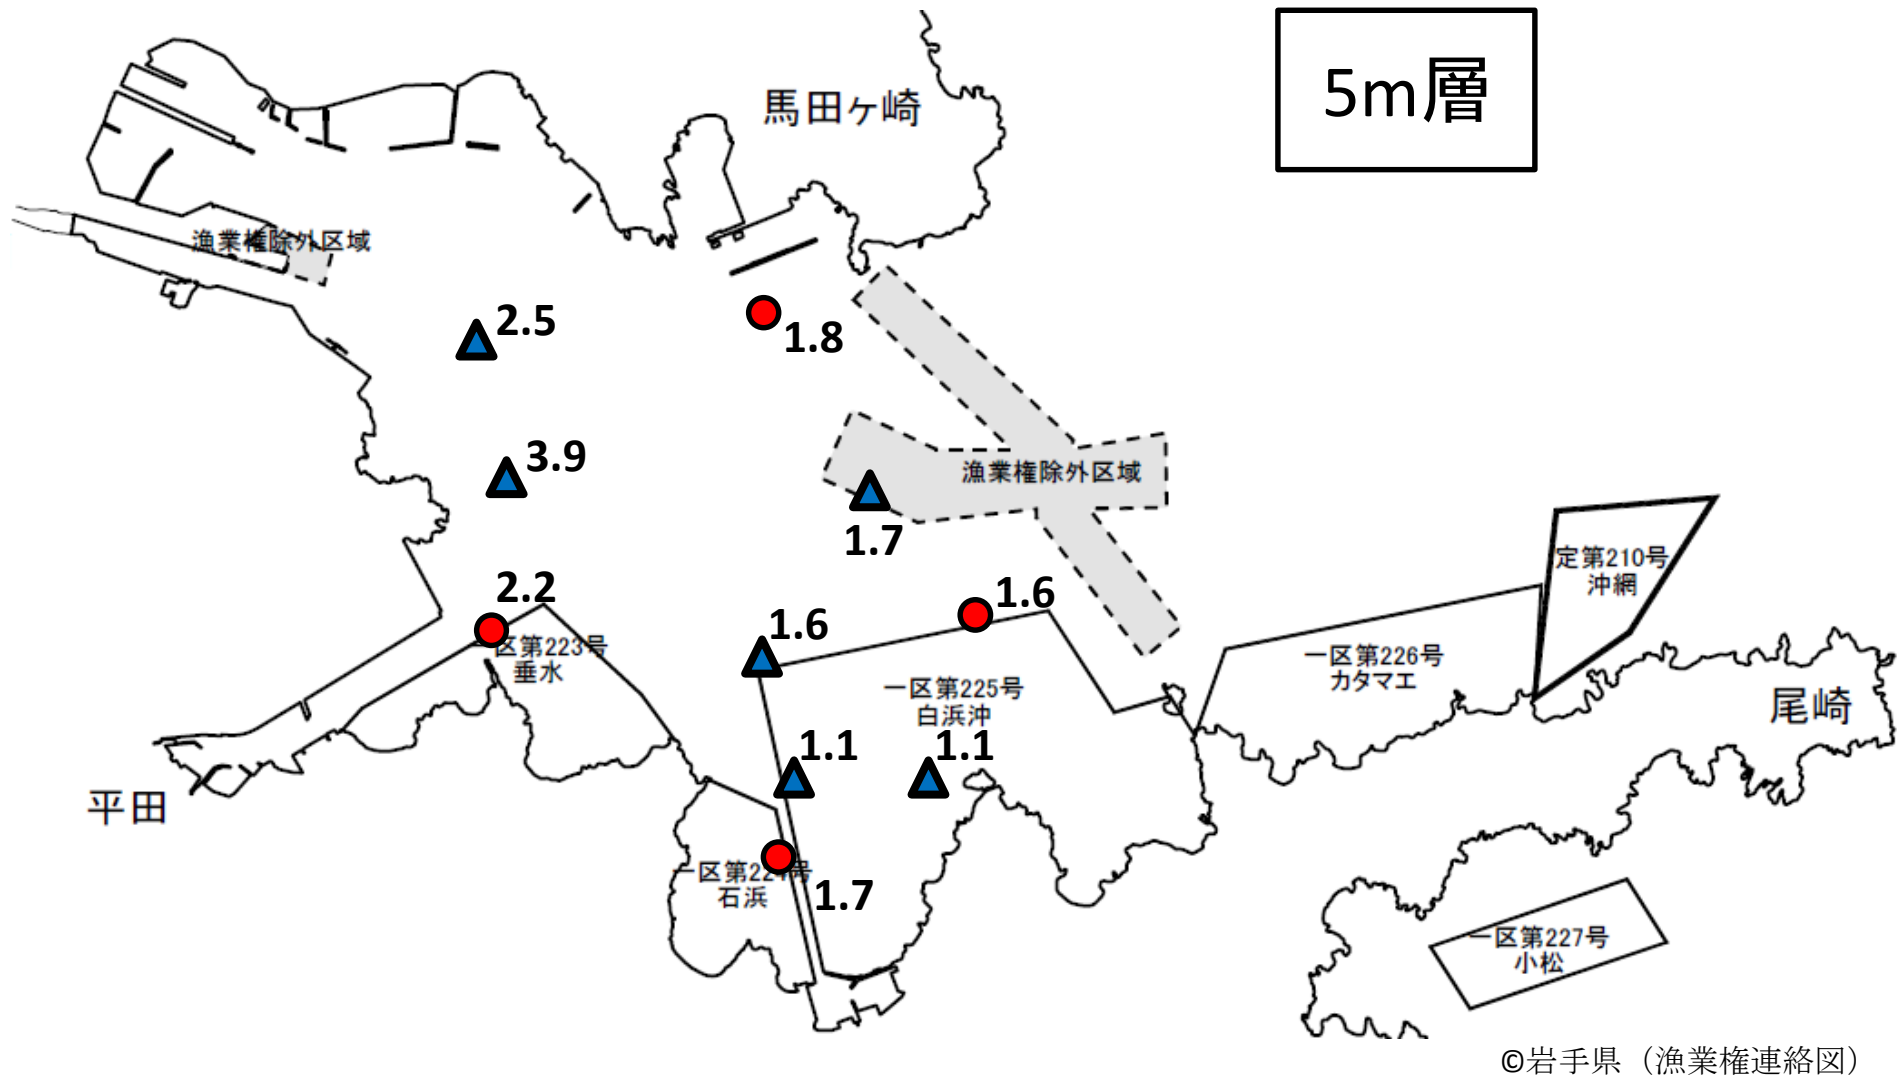 5m層
馬田ヶ崎
漁業権除外区域
2.5
1.8
3.9
漁業権除外区域
1.7
定第210号
沖網
2.2
1.6
1.6
一区第223号
垂水
一区第226号
カタマエ
一区第225号
白浜沖
尾崎
1.1
1.1
平田
一区第224号
石浜
1.7
一区第227号
小松
©岩手県（漁業権連絡図）